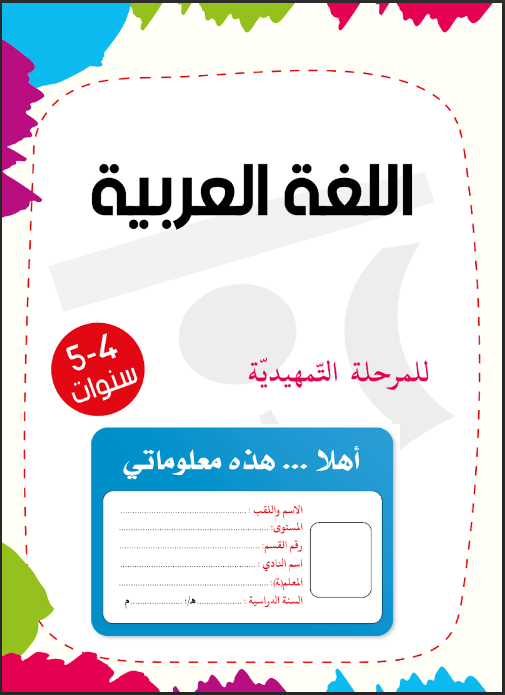 اللغة العربية
4-5
سنوات
للمرحلة التّمهيديّة
أهلا ... هذه معلوماتي
الاسم واللقب : ........................................
المستوى: ........................................
رقم القسم: ........................................
اسم النادي : ........................................
المعلم(ة): ........................................
السنة الدراسية : ................هـ/: ..................م